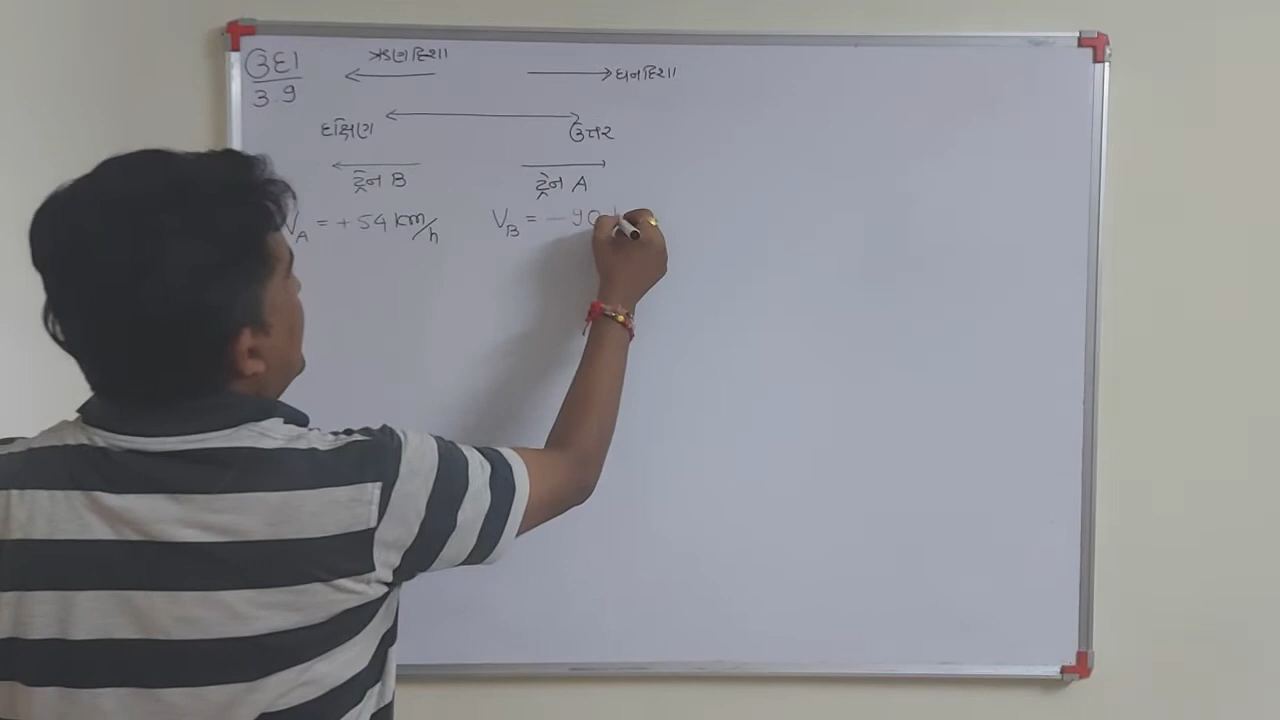 ઉદા ઋણ દિશા ધન દિશા
3.9
દક્ષિણ ઉત્તર
ટ્રેન B ટ્રેન A
V_A = + 54 km/h V_B = - 90